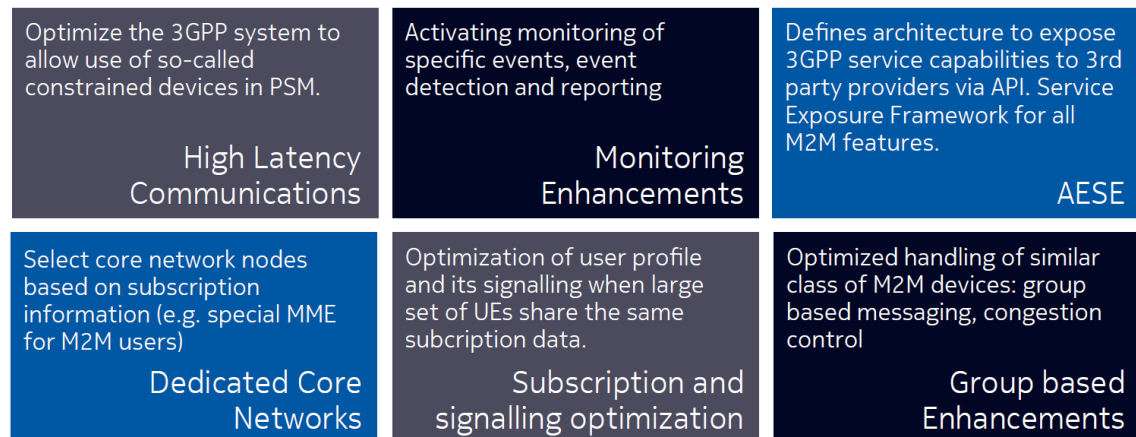 Optimize the 3GPP system to
allow use of so-called
constrained devices in PSM.
High Latency
Communications
Activating monitoring of
specific events, event
detection and reporting
Monitoring
Enhancements
Defines architecture to expose
3GPP service capabilities to 3rd
party providers via API. Service
Exposure Framework for all
M2M features.
AESE
Select core network nodes
based on subscription
information (e.g. special MME
for M2M users)
Dedicated Core
Networks
Optimization of user profile
and its signalling when large
set of UEs share the same
subcription data.
Subscription and
signalling optimization
Optimized handling of similar
class of M2M devices: group
based messaging, congestion
control
Group based
Enhancements